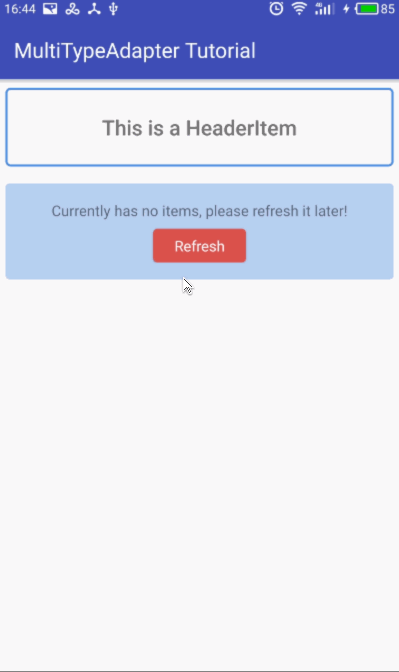 16:44 85
MultiTypeAdapter Tutorial
This is a HeaderItem
Currently has no items, please refresh it later!
Refresh